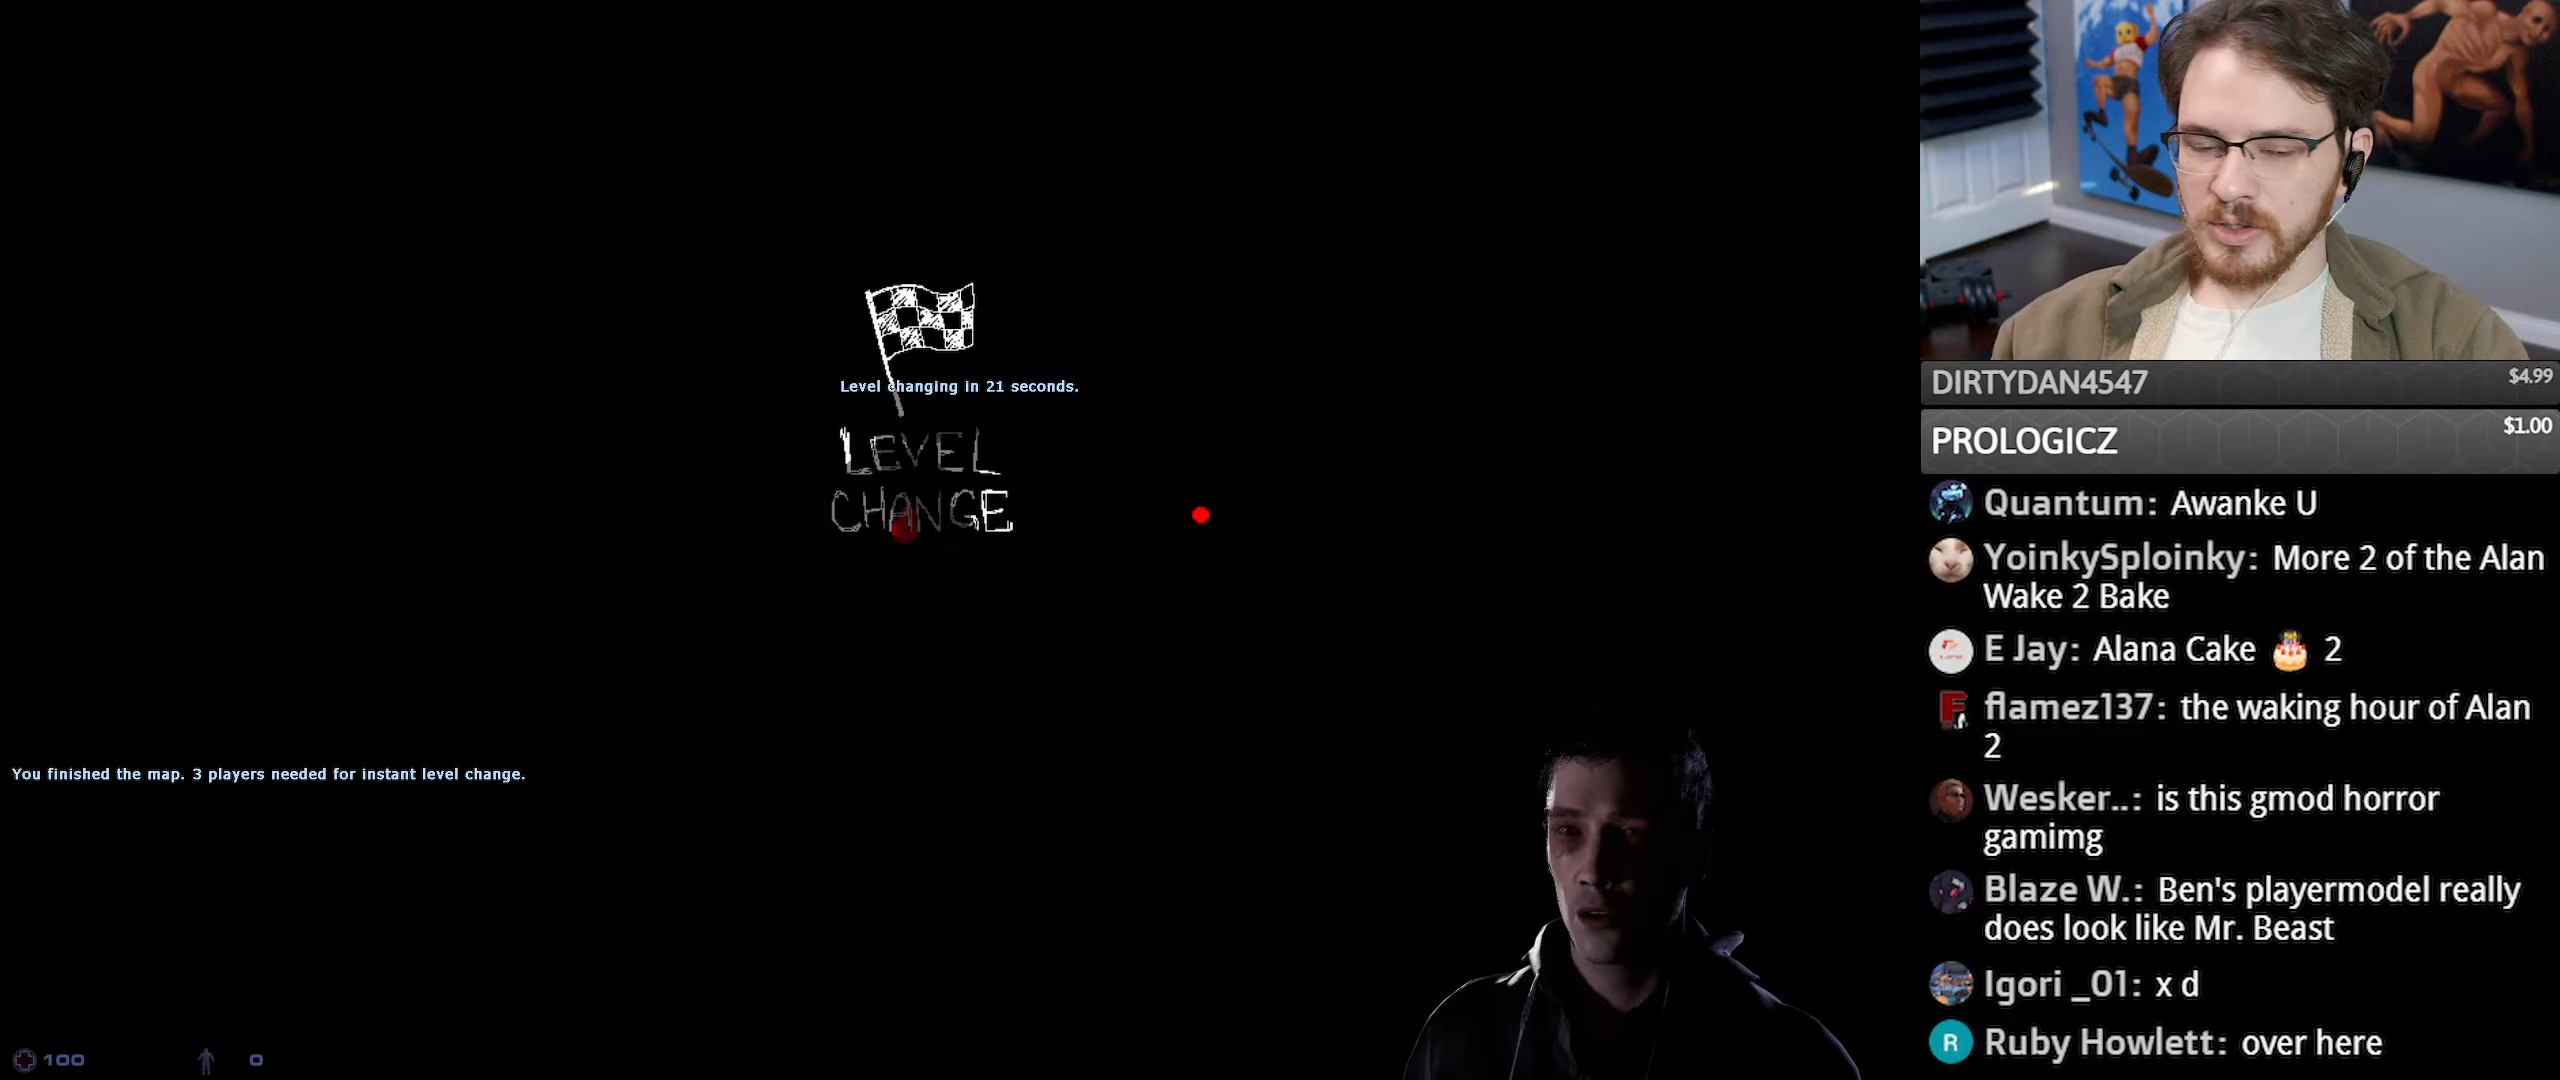 Level changing in 21 seconds.
LEVEL
CHANGE
You finished the map. 3 players needed for instant level change.
100
0
DIRTYDAN4547
$4.99
PROLOGICZ
$1.00
Quantum: Awanke U
YoinkySploinky: More 2 of the Alan
Wake 2 Bake
E Jay: Alana Cake 🎂 2
flamez137: the waking hour of Alan
2
Wesker..: is this gmod horror
gamimg
Blaze W.: Ben's playermodel really
does look like Mr. Beast
Igori _01: x d
R
Ruby Howlett: over here